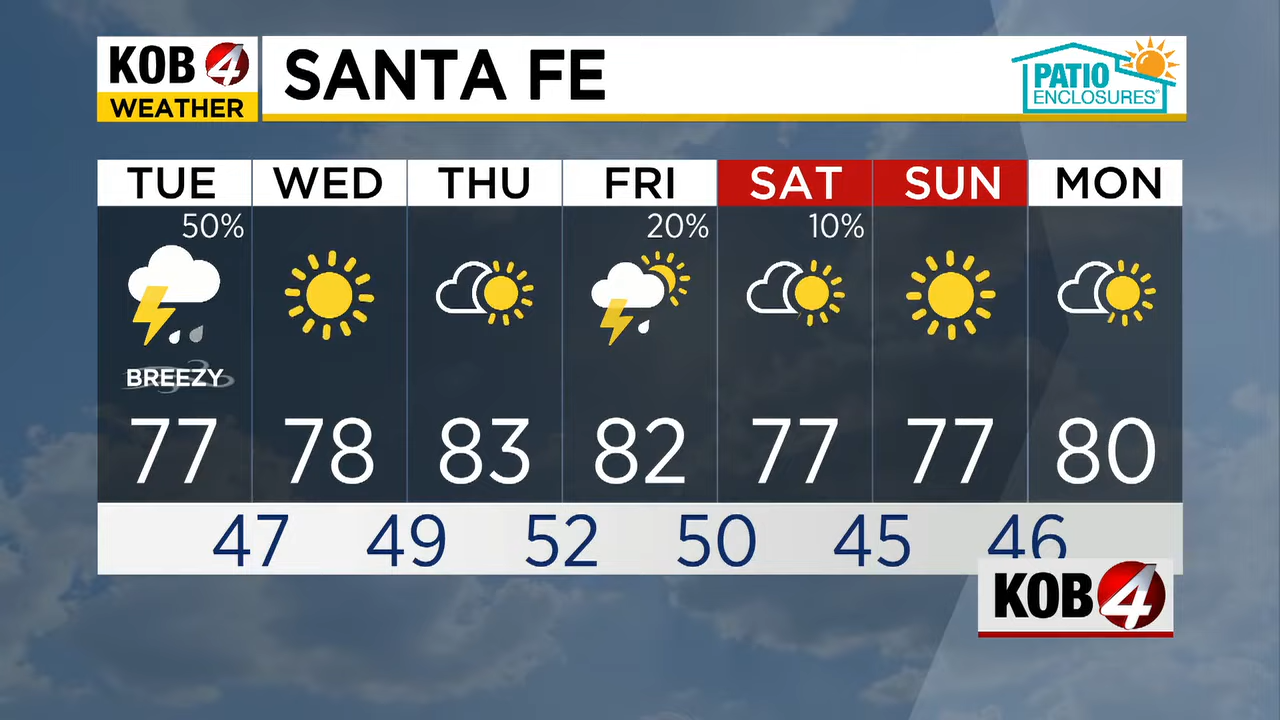 KOB 4
WEATHER
SANTA FE
PATIO
ENCLOSURES®
TUE WED THU FRI SAT SUN MON
50% 20% 10%
BREEZY
77 78 83 82 77 77 80
47 49 52 50 45 46
KOB 4